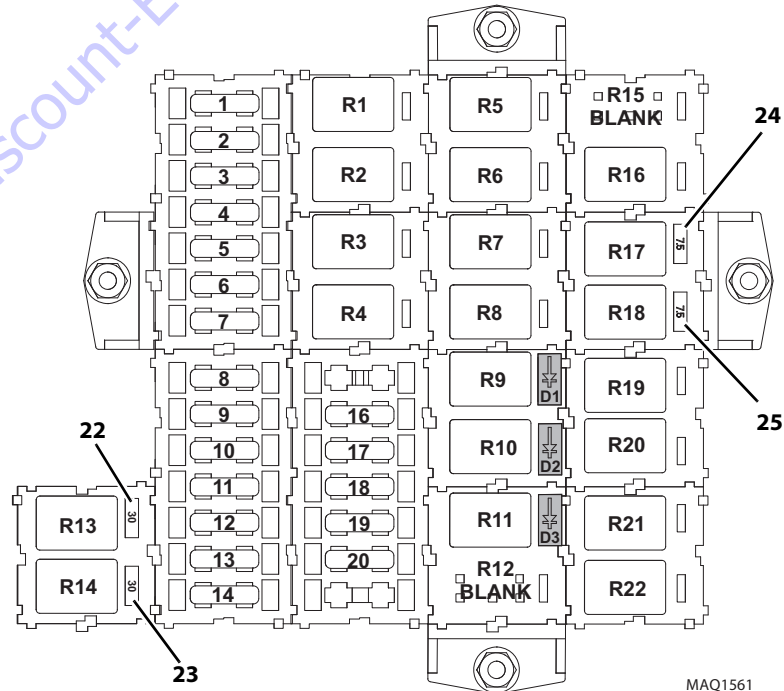 scount-E
1 R1 R5 R15
BLANK
24
2
3 R2 R6 R16
4
5 R3 R7 R17 7.5
6
7 R4 R8 R18 7.5
25
8 R9 D1 R19
9 16
10 17 R10 D2 R20
22
11 18
R13 30 12 19 R11 D3 R21
13 20
R14 30 14 R12
BLANK R22
23
MAQ1561